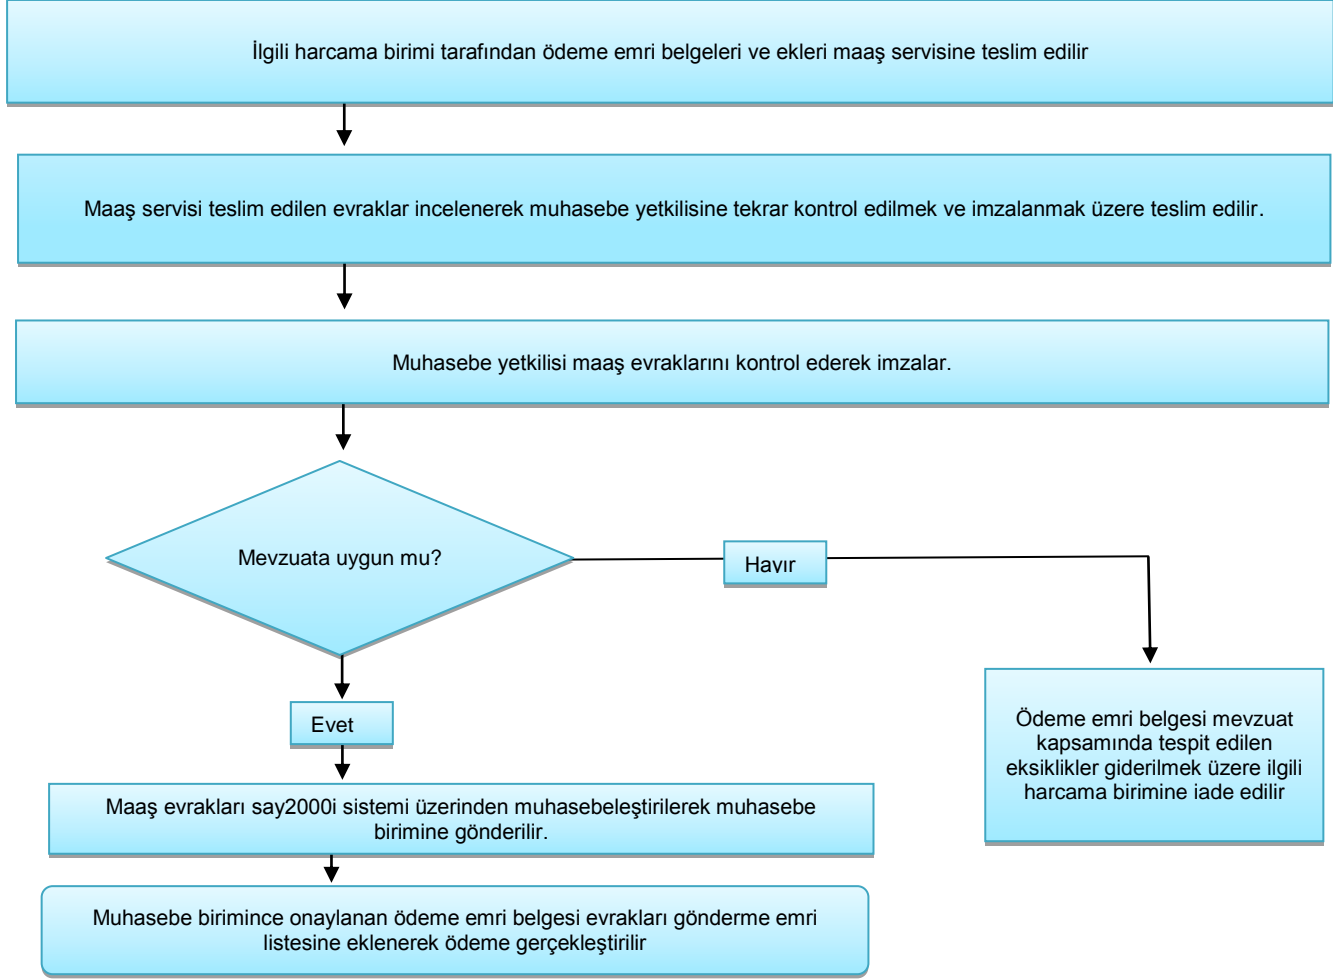 İlgili harcama birimi tarafından ödeme emri belgeleri ve ekleri maaş servisine teslim edilir
Maaş servisi teslim edilen evraklar incelenerek muhasebe yetkilisine tekrar kontrol edilmek ve imzalanmak üzere teslim edilir.
Muhasebe yetkilisi maaş evraklarını kontrol ederek imzalar.
Mevzuata uygun mu?
Hayır
Evet
Ödeme emri belgesi mevzuat
kapsamında tespit edilen
eksiklikler giderilmek üzere ilgili
harcama birimine iade edilir
Maaş evrakları say2000i sistemi üzerinden muhasebeleştirilerek muhasebe
birimine gönderilir.
Muhasebe birimince onaylanan ödeme emri belgesi evrakları gönderme emri
listesine eklenerek ödeme gerçekleştirilir